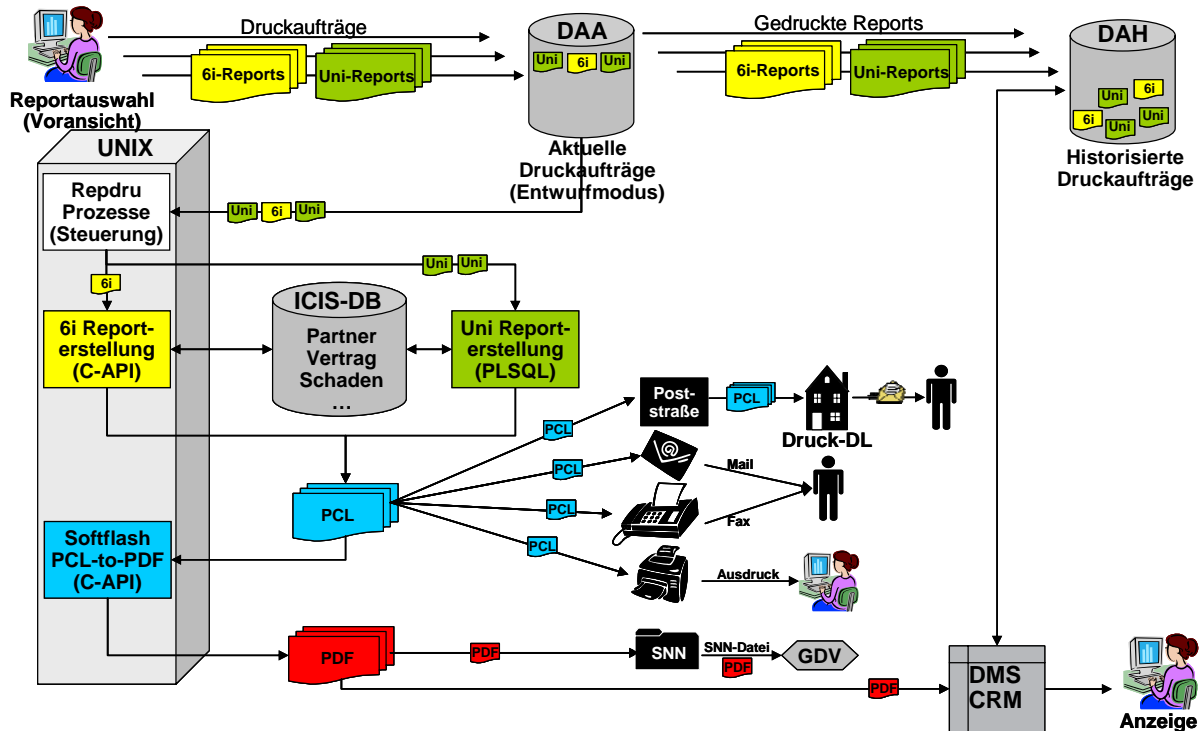 Druckaufträge
6i-Reports
Uni-Reports
DAA
Uni
6i
Uni
Gedruckte Reports
6i-Reports
Uni-Reports
DAH
6i
Uni
6i
Uni
Uni
Reportauswahl
(Voransicht)
Aktuelle
Druckaufträge
(Entwurfmodus)
Historisierte
Druckaufträge
UNIX
Repdru
Prozesse
(Steuerung)
Uni
6i
Uni
Uni
Uni
6i
6i Report-
erstellung
(C-API)
ICIS-DB
Partner
Vertrag
Schaden
...
Uni Report-
erstellung
(PLSQL)
Post-
straße
PCL
Druck-DL
PCL
PCL
Mail
PCL
Fax
PCL
PCL
Ausdruck
Softflash
PCL-to-PDF
(C-API)
PDF
PDF
SNN
SNN-Datei
PDF
GDV
PDF
DMS
CRM
Anzeige